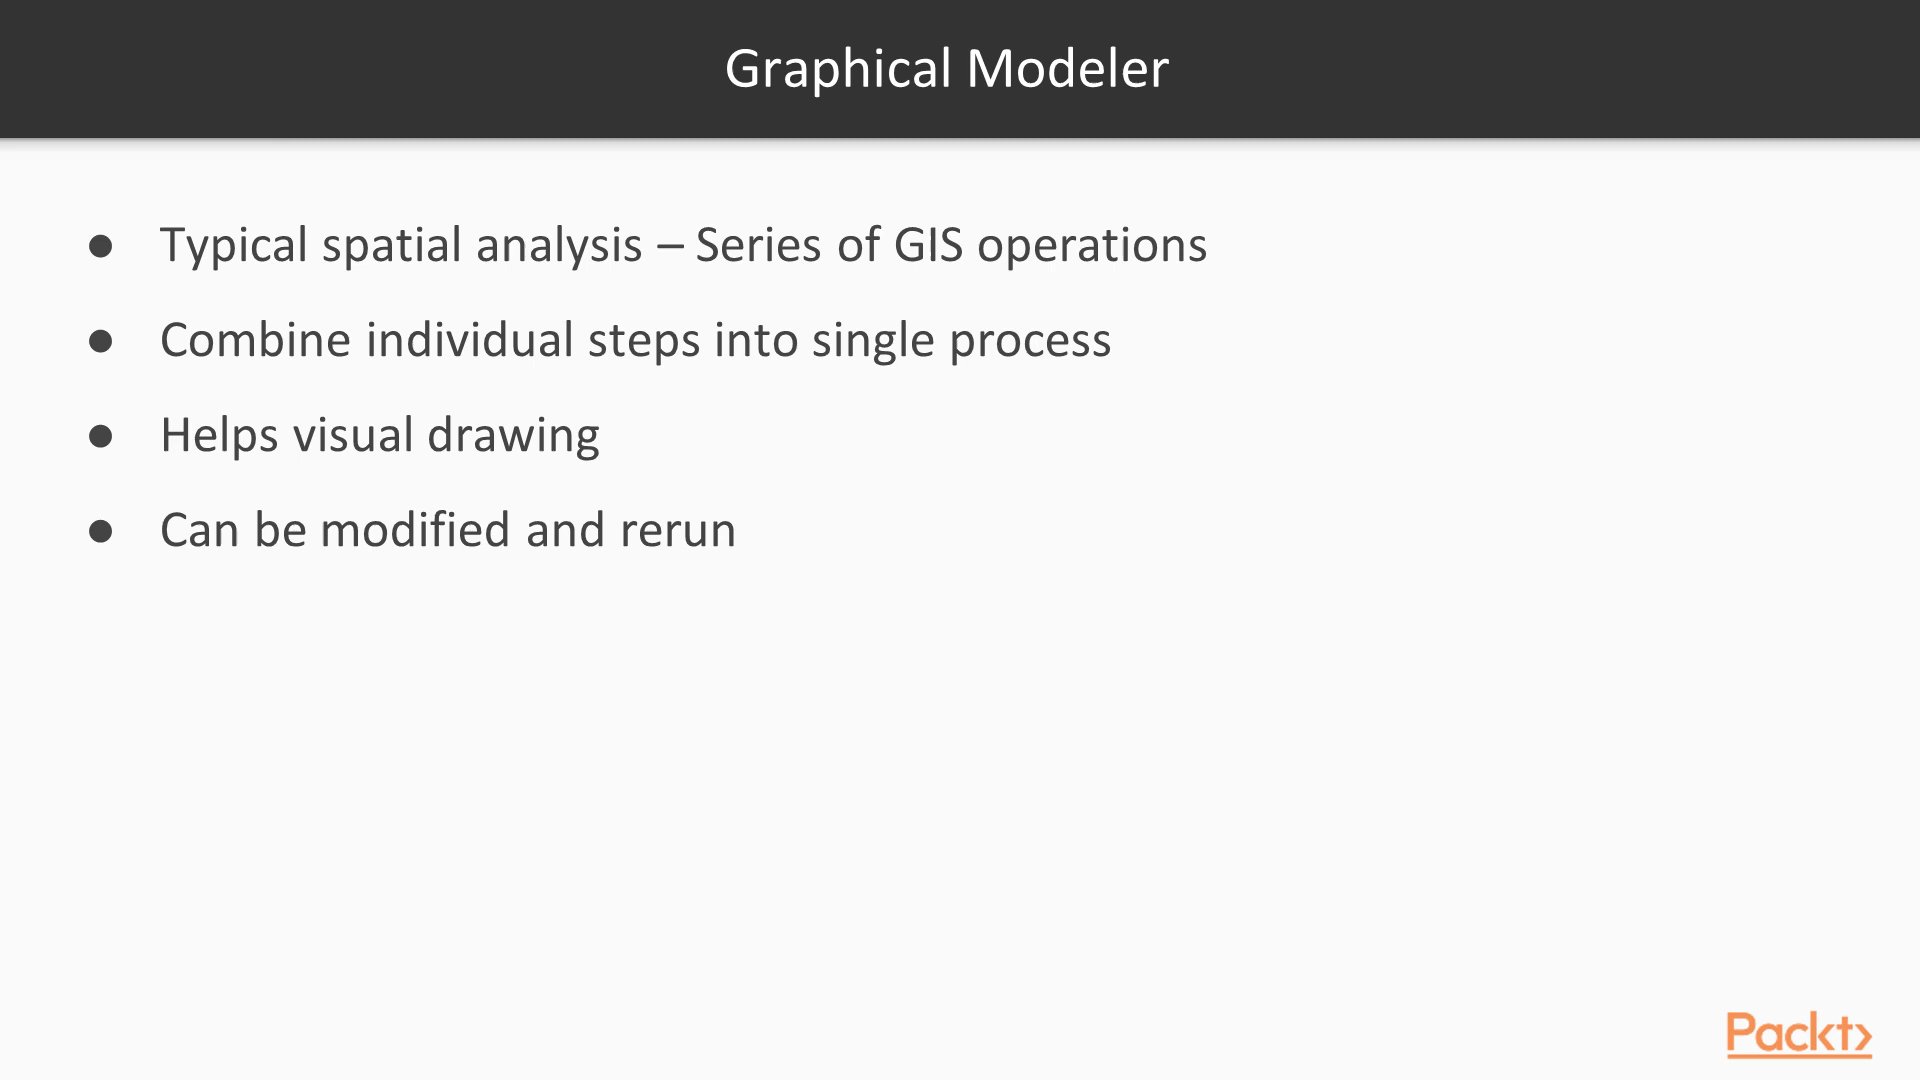 Graphical Modeler
● Typical spatial analysis – Series of GIS operations
● Combine individual steps into single process
● Helps visual drawing
● Can be modified and rerun
Packt>